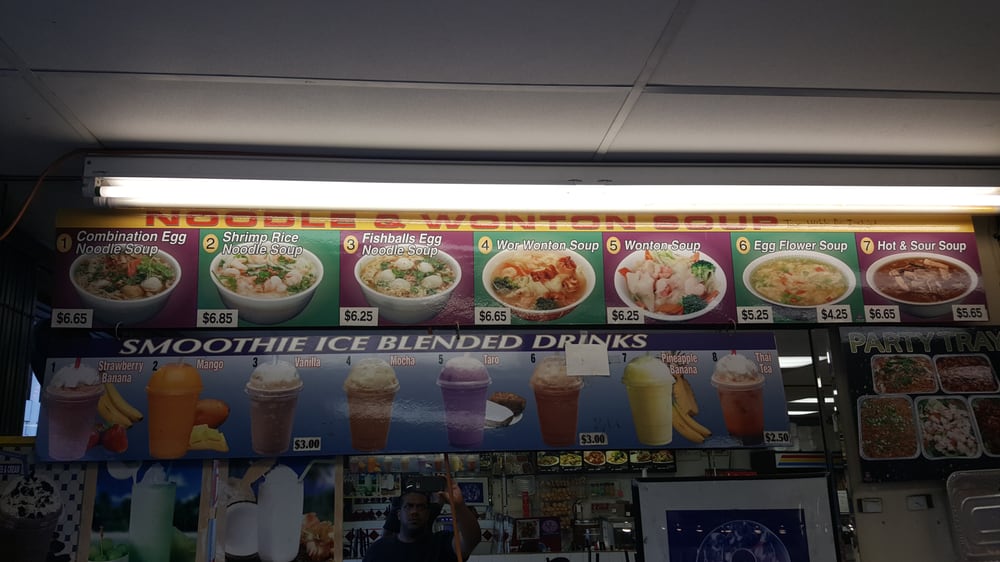 NOODLE & WONTON SOUP
1 Combination Egg
Noodle Soup
$6.65
2 Shrimp Rice
Noodle Soup
$6.85
3 Fishballs Egg
Noodle Soup
$6.25
4 Wor Wonton Soup
$6.65
5 Wonton Soup
$6.25
6 Egg Flower Soup
$5.25 $4.25
7 Hot & Sour Soup
$6.65 $5.65
SMOOTHIE ICE BLENDED DRINKS
1 Strawberry
Banana
2 Mango
3 Vanilla
$3.00
4 Mocha
5 Taro
6
$3.00
7 Pineapple
Banana
8 Thai
Tea
$2.50
PARTY TRAY